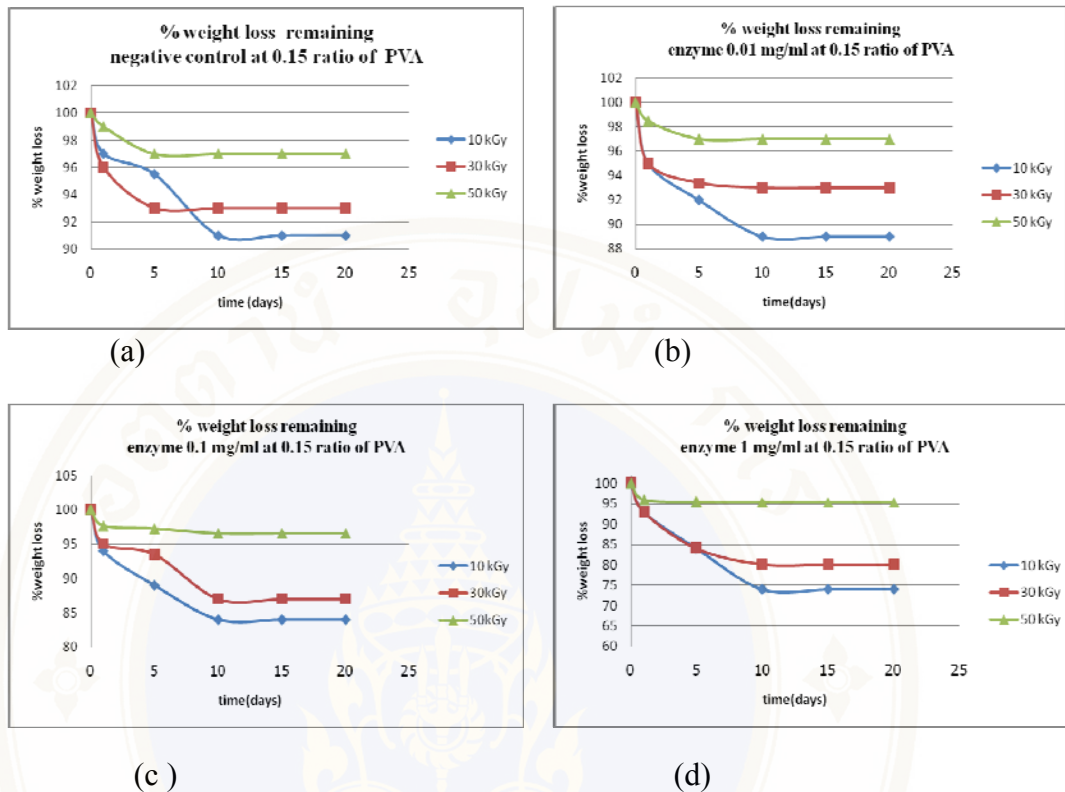 % weight loss remaining
negative control at 0.15 ratio of PVA
102
100
98
96
94
92
91
90
% weight loss
0
5
10
15
20
25
time (days)
10 kGy
30 kGy
50 kGy
(a)
% weight loss remaining
enzyme 0.01 mg/ml at 0.15 ratio of PVA
102
100
98
96
94
92
90
88
% weight loss
0
5
10
15
20
25
time(days)
10 kGy
30 kGy
50 kGy
(b)
% weight loss remaining
enzyme 0.1 mg/ml at 0.15 ratio of PVA
105
100
95
90
85
80
%weight loss
0
5
10
15
20
25
time(days)
10 kGy
30kGy
50kGy
(c )
% weight loss remaining
enzyme 1 mg/ml at 0.15 ratio of PVA
100
95
90
85
80
75
70
65
60
%weight loss
0
5
10
15
20
25
time(days)
10 kGy
30 kGy
50 kGy
(d)